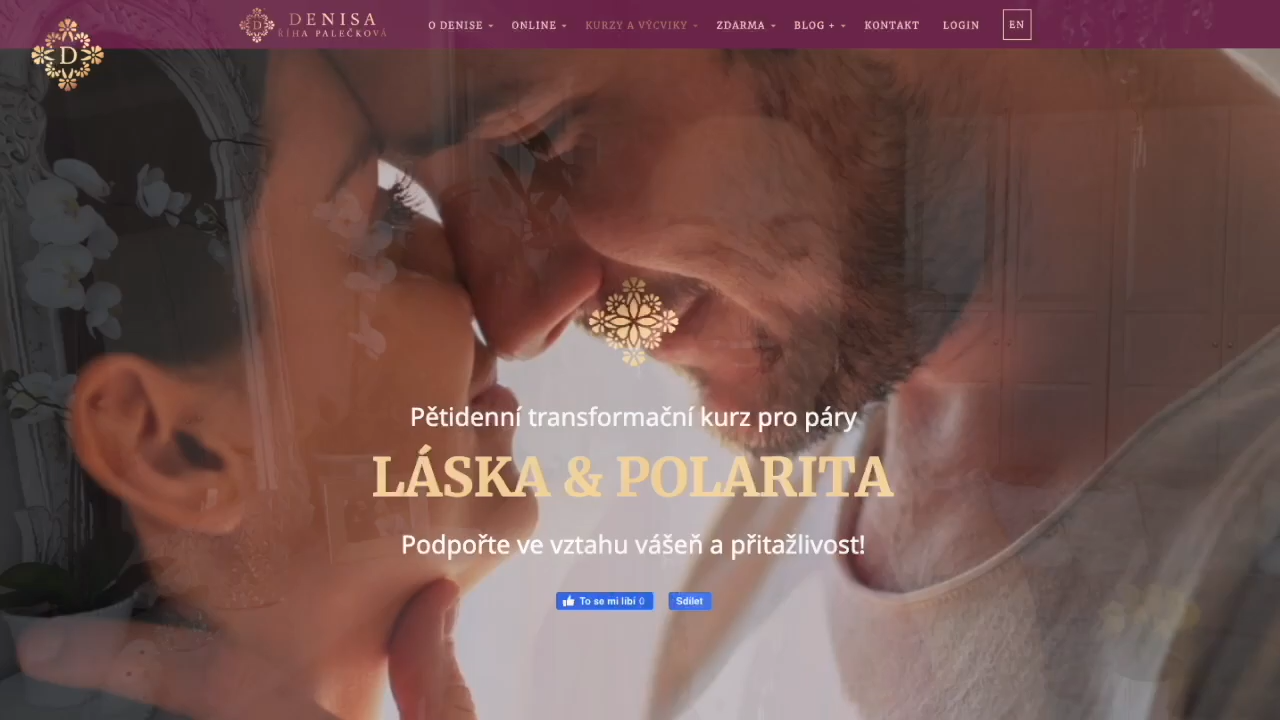 DENISA
ŘÍHA PALEČKOVÁ
O DENISE
ONLINE
KURZY A VÝCVIKY
ZDARMA
BLOG +
KONTAKT
LOGIN
EN
D
Pětidenní transformační kurz pro páry
LÁSKA & POLARITA
Podpořte ve vztahu vášeň a přitažlivost!
To se mi líbí 0
Sdílet